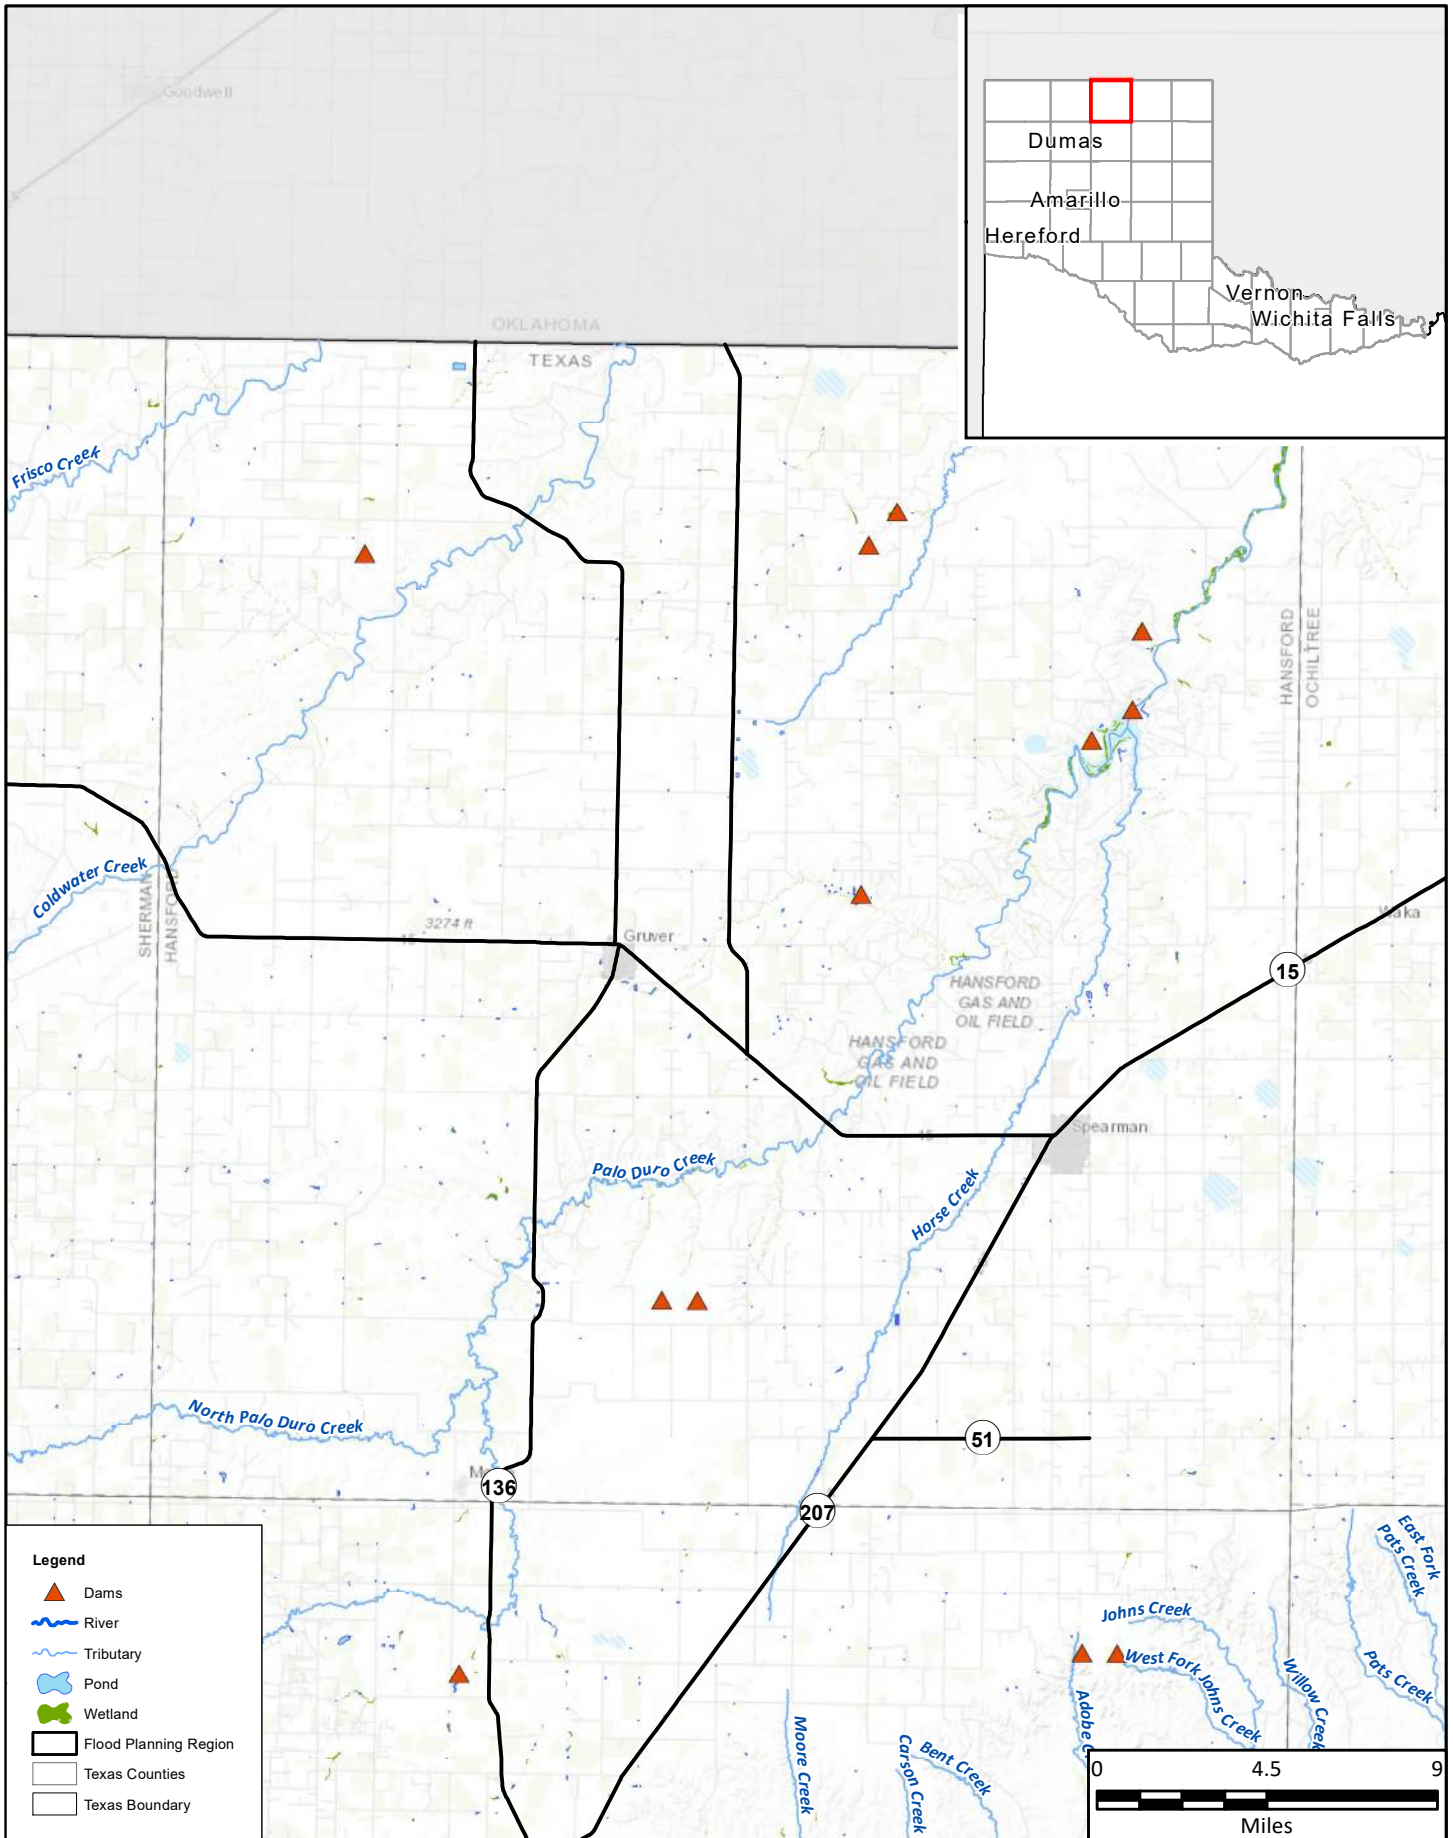 Goodwell
OKLAHOMA
TEXAS
Dumas
Amarillo
Hereford
Vernon
Wichita Falls
Frisco Creek
HANSFORD
OCHILTREE
Coldwater Creek
SHERMAN
HANSFORD
3274 ft
15
Gruver
Waka
15
HANSFORD
GAS AND
OIL FIELD
HANSFORD
GAS AND
OIL FIELD
15
Spearman
Palo Duro Creek
Horse Creek
North Palo Duro Creek
51
136
207
Legend
Dams
River
Tributary
Pond
Wetland
Flood Planning Region
Texas Counties
Texas Boundary
East Fork
Pats Creek
Johns Creek
West Fork Johns Creek
Willow Creek
Pats Creek
Adobe
Moore Creek
Carson Creek
Bent Creek
0 4.5 9
Miles